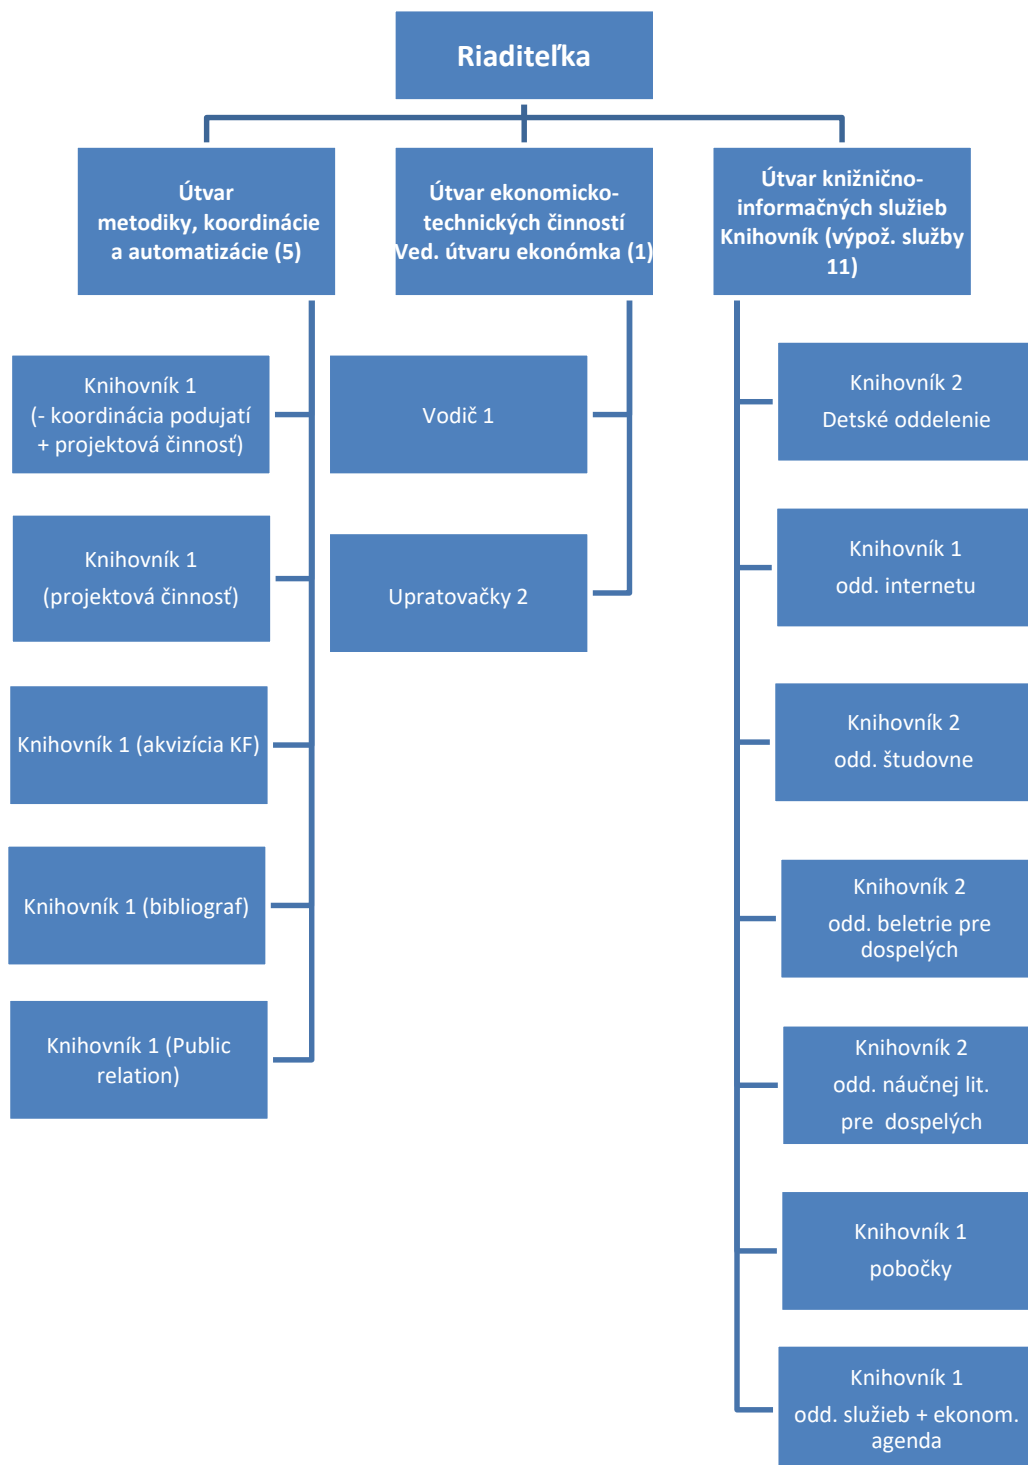 Riaditeľka
Útvar
metodiky, koordinácie
a automatizácie (5)
Útvar ekonomicko-
technických činností
Ved. útvaru ekonómka (1)
Útvar knižnično-
informačných služieb
Knihovník (výpož. služby
11)
Knihovník 1
(- koordinácia podujatí
+ projektová činnosť)
Knihovník 1
(projektová činnosť)
Knihovník 1 (akvizícia KF)
Knihovník 1 (bibliograf)
Knihovník 1 (Public
relation)
Vodič 1
Upratovačky 2
Knihovník 2
Detské oddelenie
Knihovník 1
odd. internetu
Knihovník 2
odd. študovne
Knihovník 2
odd. beletrie pre
dospelých
Knihovník 2
odd. náučnej lit.
pre  dospelých
Knihovník 1
pobočky
Knihovník 1
odd. služieb + ekonom.
agenda